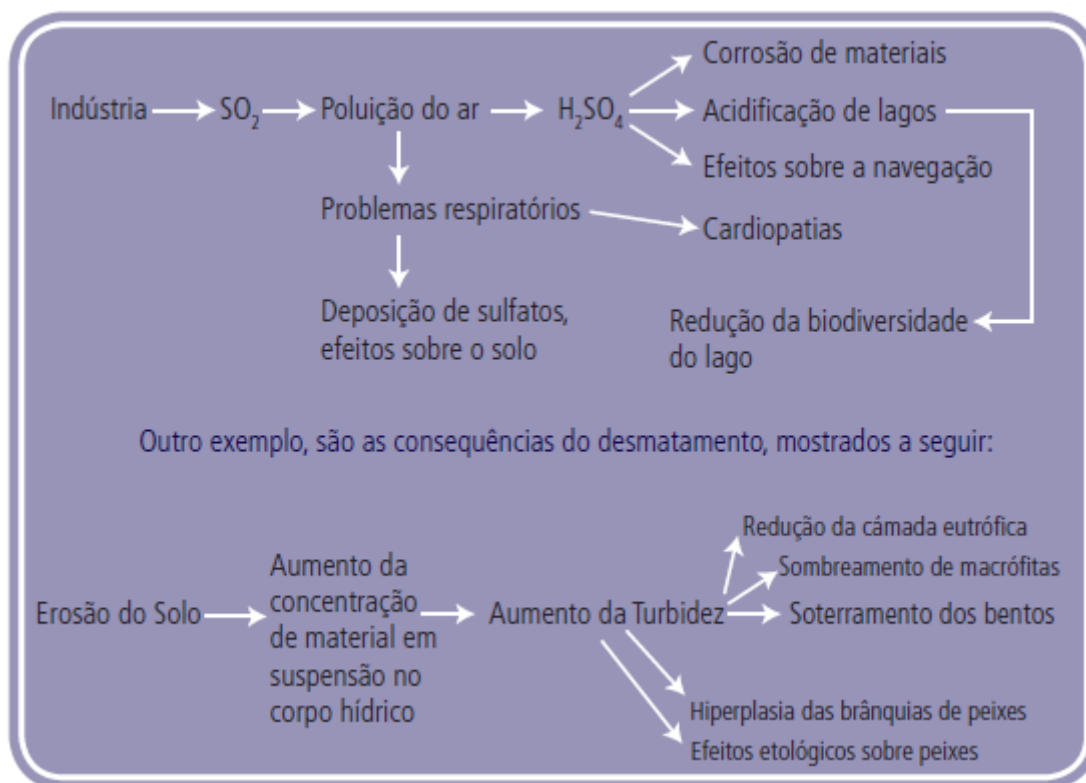 Corrosão de materiais
Indústria SO₂ Poluição do ar H₂SO₄ Acidificação de lagos
Efeitos sobre a navegação
Problemas respiratórios
Cardiopatias
Deposição de sulfatos,
efeitos sobre o solo
Redução da biodiversidade
do lago
Outro exemplo, são as consequências do desmatamento, mostrados a seguir:
Redução da cámada eutrófica
Sombreamento de macrófitas
Erosão do Solo
Aumento da
concentração
de material em
suspensão no
corpo hídrico
Aumento da Turbidez
Soterramento dos bentos
Hiperplasia das brânquias de peixes
Efeitos etológicos sobre peixes